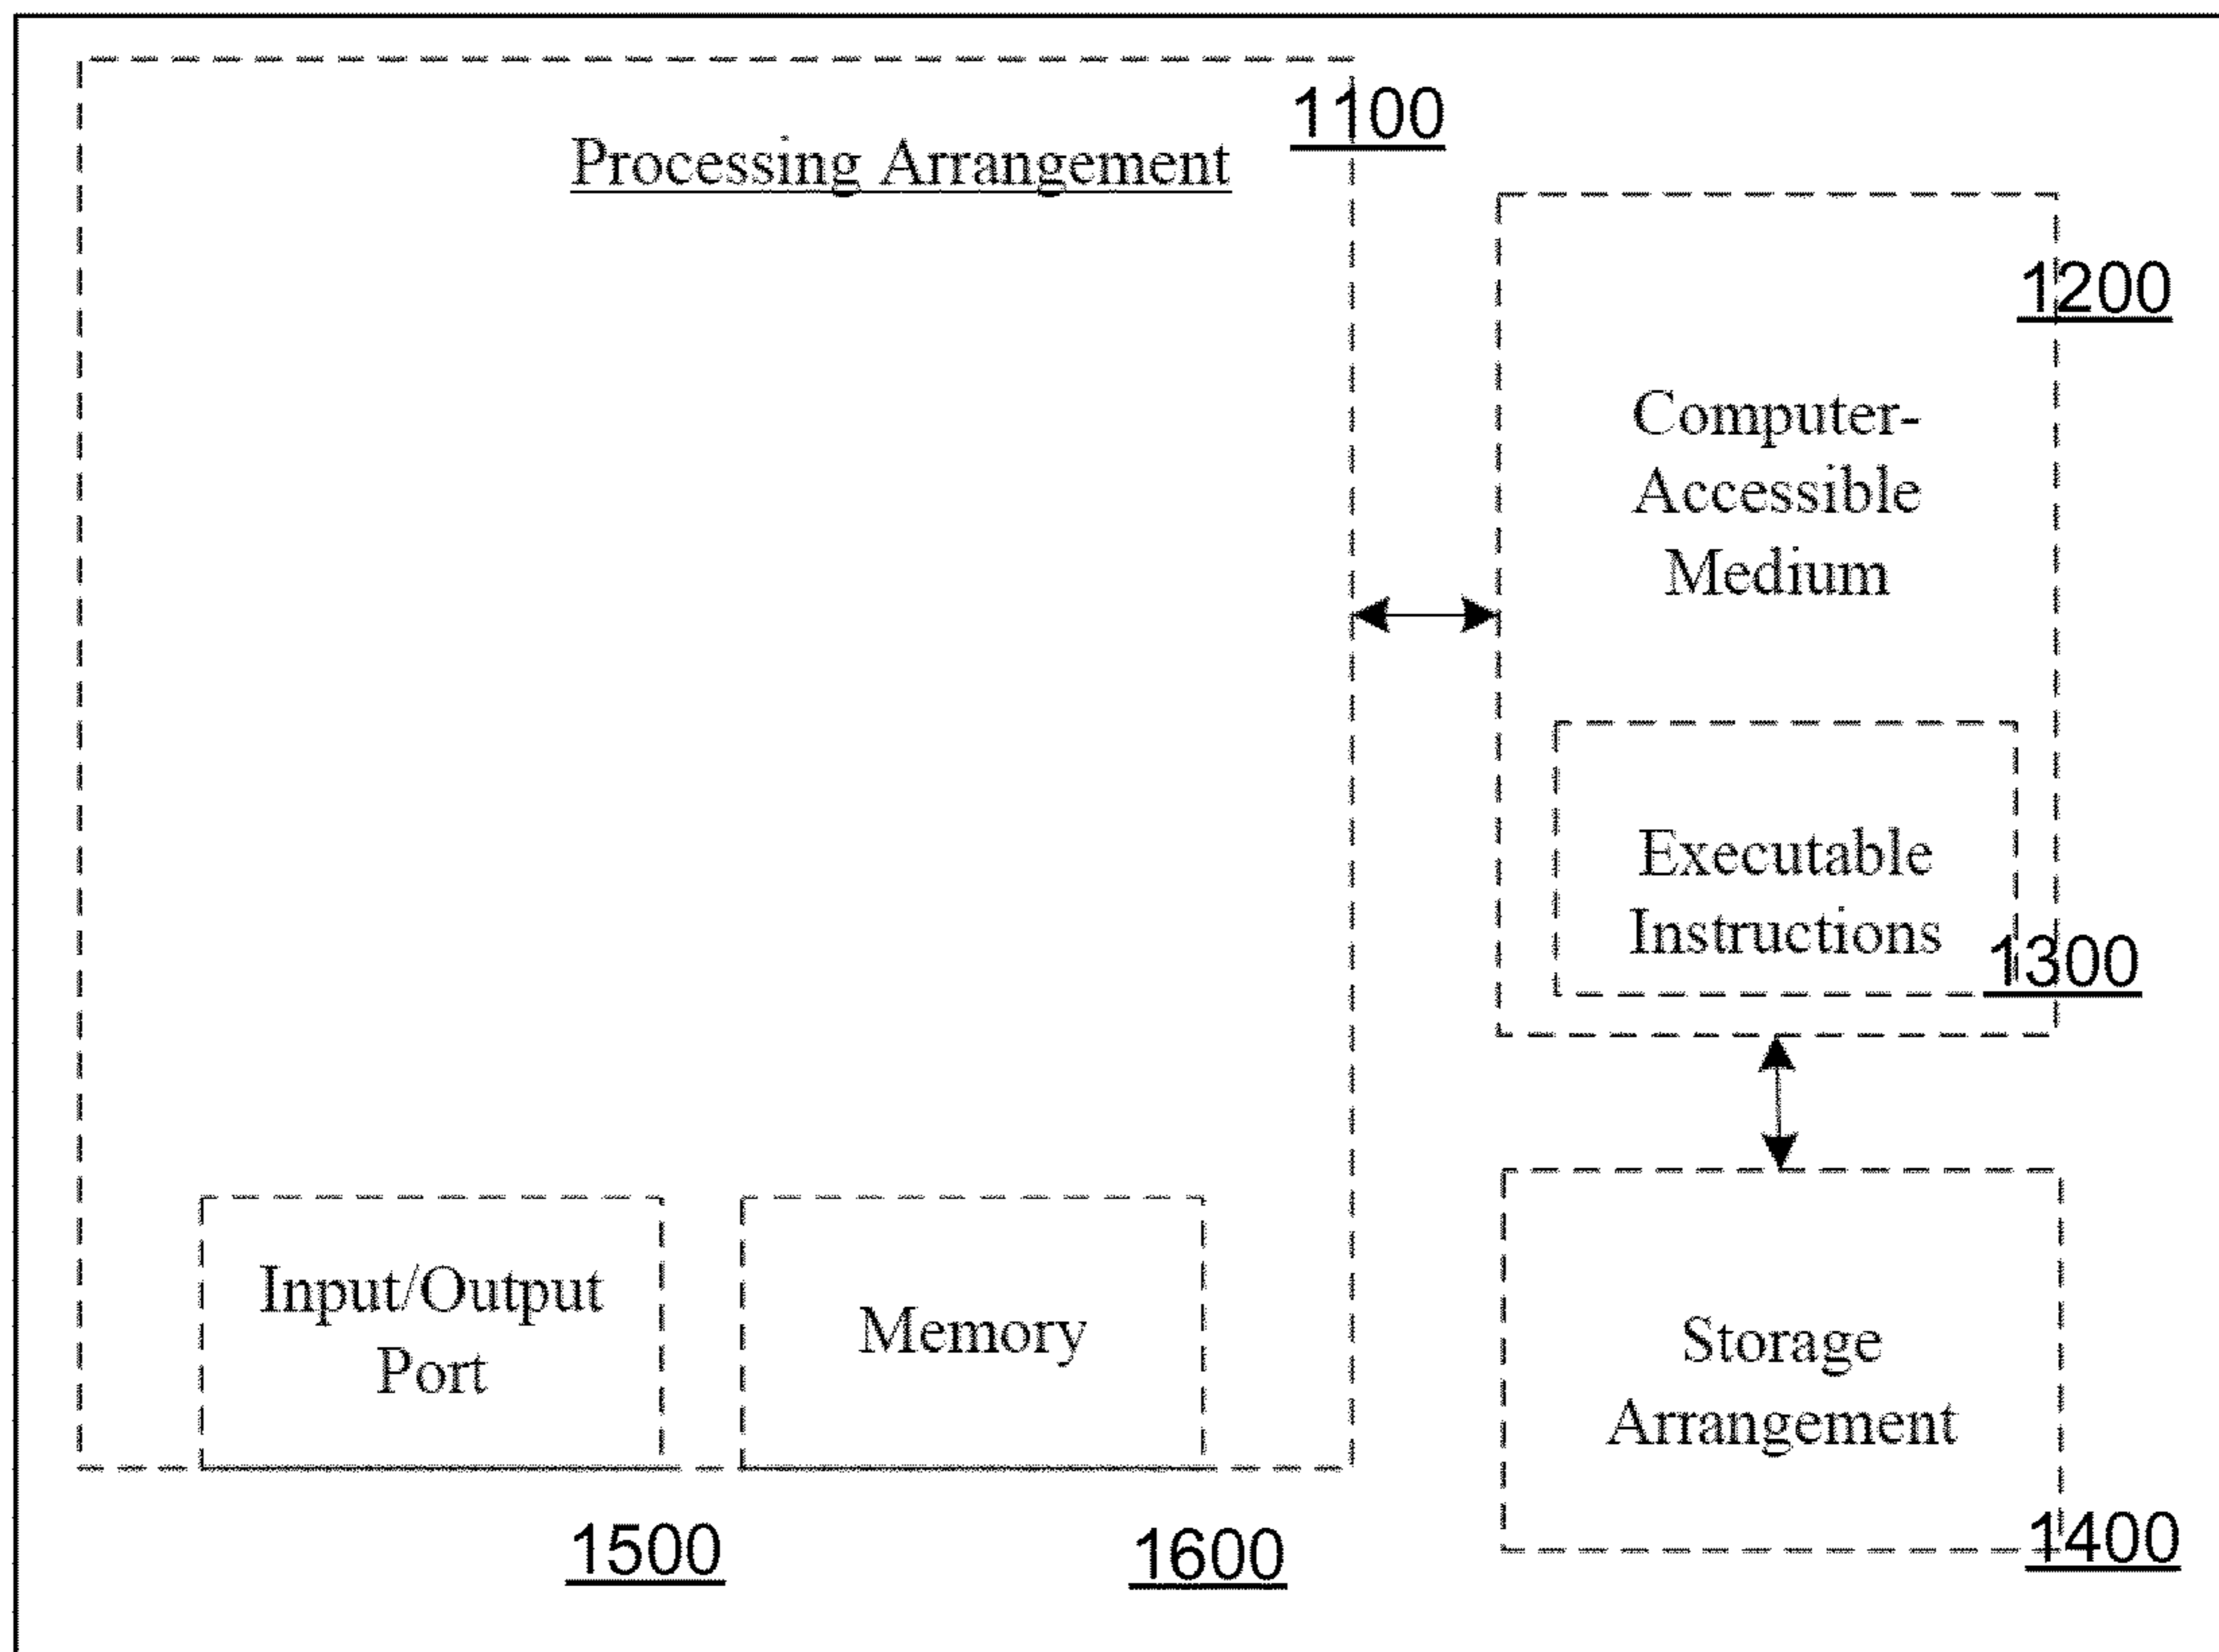 1100
Processing Arrangement
1200
Computer-
Accessible
Medium
Executable
Instructions
1300
Input/Output
Port
Memory
Storage
Arrangement
1500
1600
1400